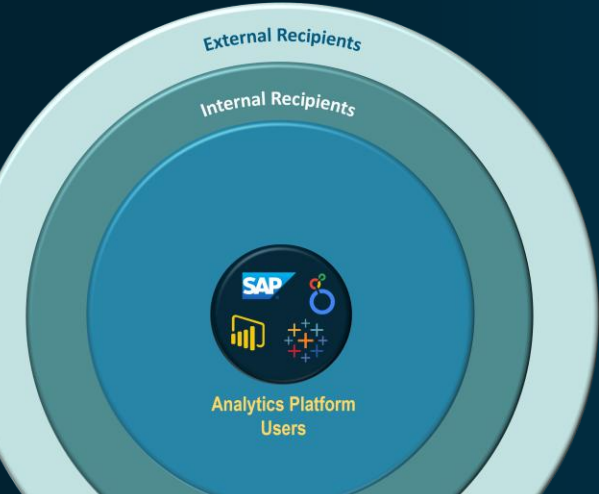 External Recipients
Internal Recipients
SAP
Analytics Platform
Users